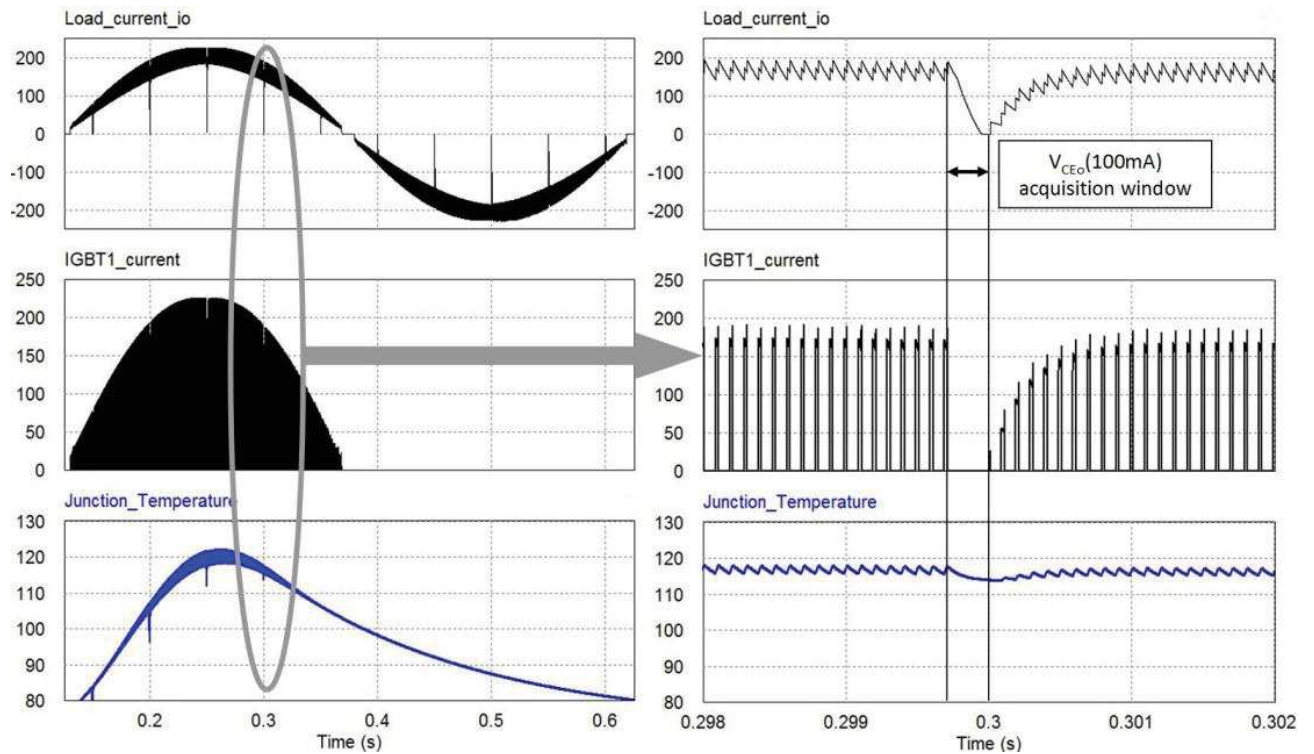 Load_current_io
200
100
0
-100
-200
IGBT1_current
250
200
150
100
50
0
Junction_Temperature
130
120
110
100
90
80
0.2 0.3 0.4 0.5 0.6
Time (s)
Load_current_io
200
100
0
-100
-200
V_CEo(100mA)
acquisition window
IGBT1_current
250
200
150
100
50
0
Junction_Temperature
130
120
110
100
90
80
0.298 0.299 0.3 0.301 0.302
Time (s)